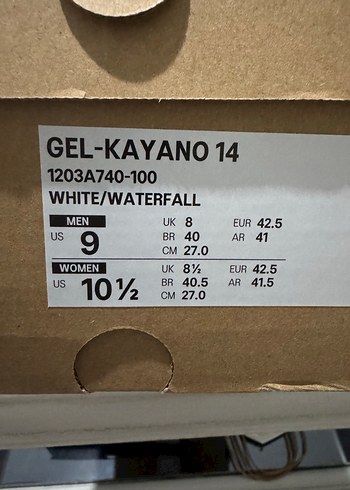 GEL-KAYANO 14
1203A740-100
WHITE/WATERFALL
MEN
US 9
UK 8 EUR 42.5
BR 40 AR 41
CM 27.0
WOMEN
US 10 ½
UK 8½ EUR 42.5
BR 40.5 AR 41.5
CM 27.0